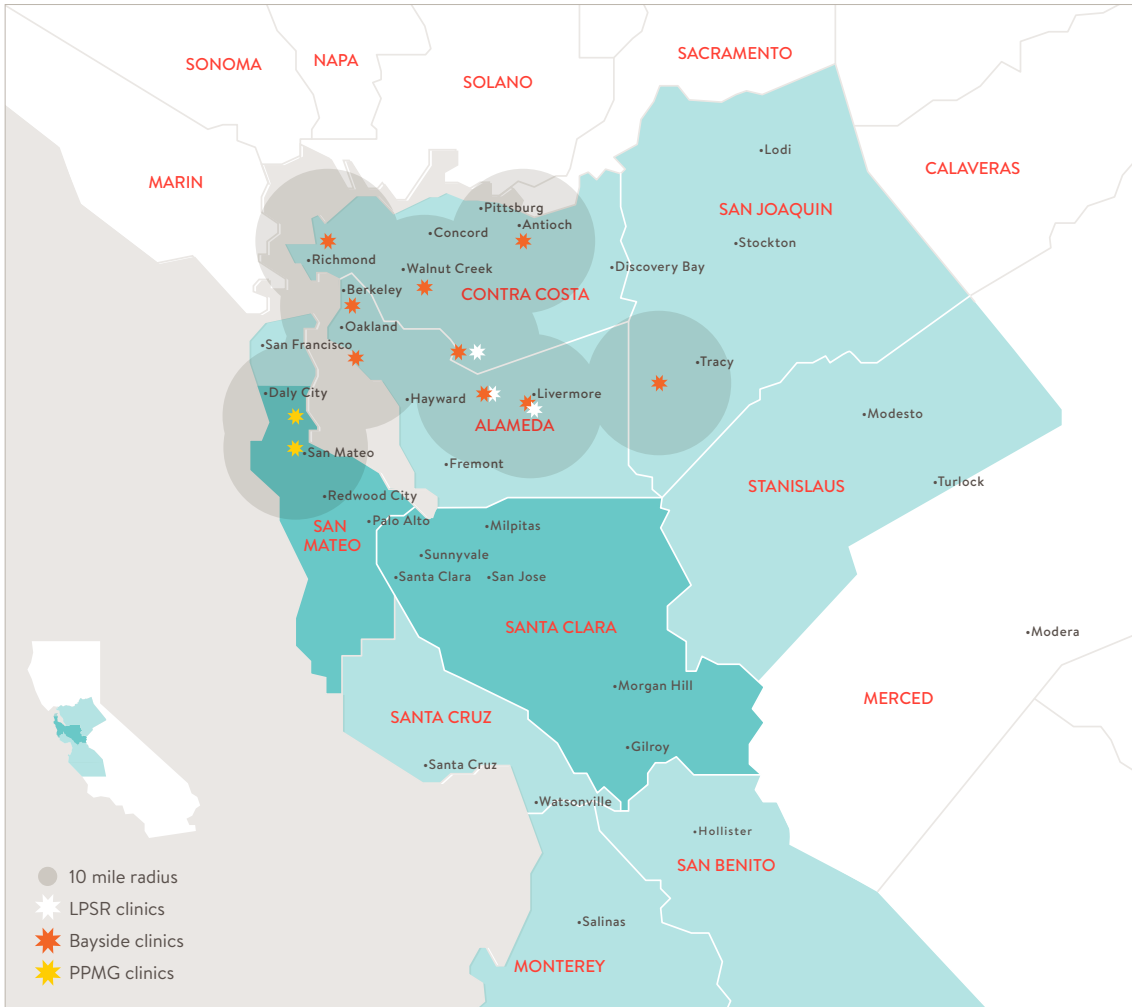 SACRAMENTO
SONOMA
NAPA
SOLANO
•Lodi
CALAVERAS
MARIN
•Pittsburg
SAN JOAQUIN
•Antioch
•Concord
•Stockton
•Richmond
•Walnut Creek
•Discovery Bay
•Berkeley
CONTRA COSTA
•Oakland
•San Francisco
•Tracy
•Daly City
•Hayward
•Livermore
•Modesto
ALAMEDA
•San Mateo
•Fremont
•Turlock
STANISLAUS
•Redwood City
•Palo Alto
•Milpitas
SAN
MATEO
•Sunnyvale
•Santa Clara
•San Jose
SANTA CLARA
•Modera
•Morgan Hill
MERCED
SANTA CRUZ
•Gilroy
•Santa Cruz
•Watsonville
•Hollister
SAN BENITO
10 mile radius
LPSR clinics
•Salinas
Bayside clinics
MONTEREY
PPMG clinics